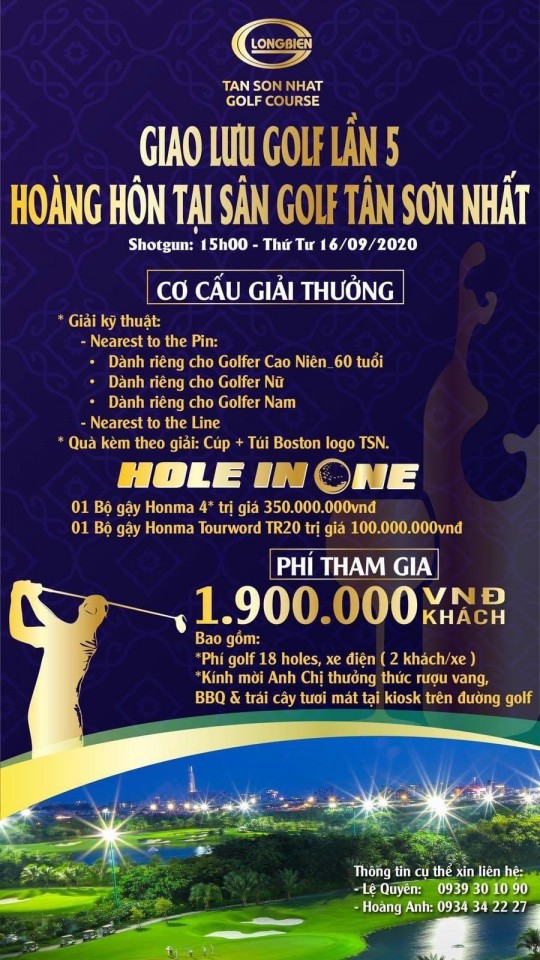 LONGBIEN
TAN SON NHAT
GOLF COURSE
GIAO LƯU GOLF LẦN 5
HOÀNG HÔN TẠI SÂN GOLF TÂN SƠN NHẤT
Shotgun: 15h00 - Thứ Tư 16/09/2020
CƠ CẤU GIẢI THƯỞNG
* Giải kỹ thuật:
- Nearest to the Pin:
• Dành riêng cho Golfer Cao Niên_60 tuổi
• Dành riêng cho Golfer Nữ
• Dành riêng cho Golfer Nam
- Nearest to the Line
* Quà kèm theo giải: Cúp + Túi Boston logo TSN.
HOLE IN ONE
01 Bộ gậy Honma 4* trị giá 350.000.000vnđ
01 Bộ gậy Honma Tourword TR20 trị giá 100.000.000vnđ
PHÍ THAM GIA
1.900.000 VNĐ
KHÁCH
Bao gồm:
*Phí golf 18 holes, xe điện ( 2 khách/xe )
*Kính mời Anh Chị thưởng thức rượu vang,
BBQ & trái cây tươi mát tại kiosk trên đường golf
Thông tin cụ thể xin liên hệ:
- Lệ Quyên: 0939 30 10 90
- Hoàng Anh: 0934 34 22 27